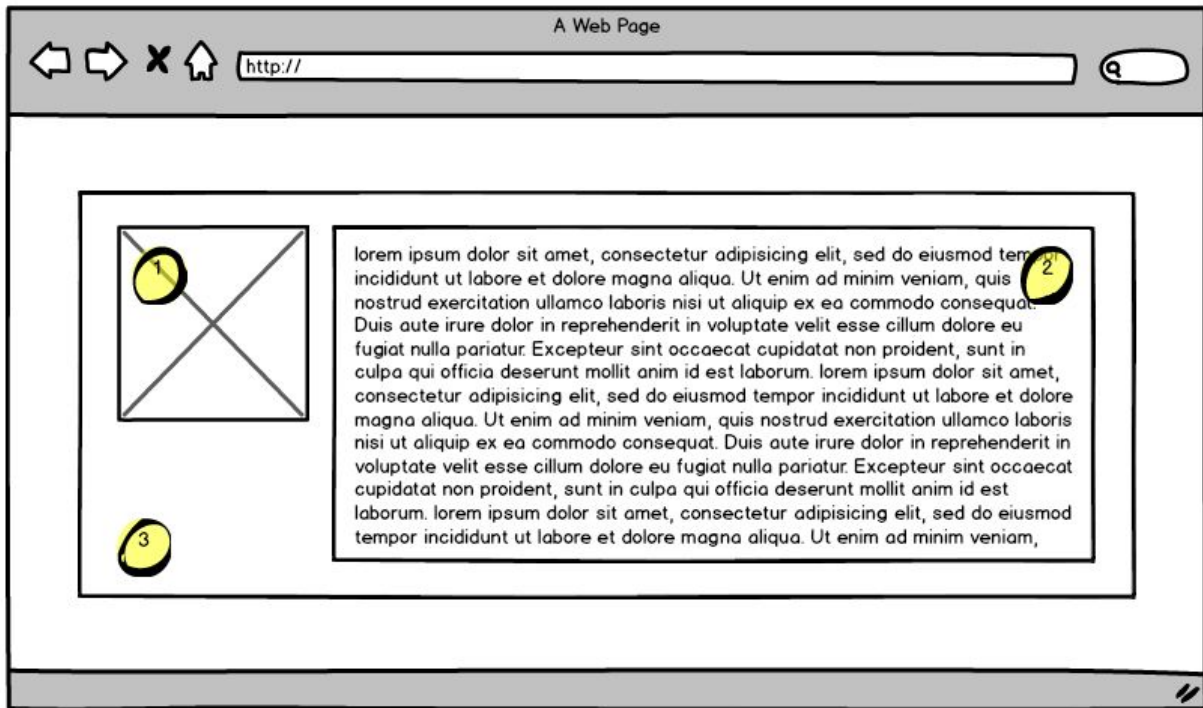 A Web Page
http://
1
lorem ipsum dolor sit amet, consectetur adipisicing elit, sed do eiusmod tempor
2
incididunt ut labore et dolore magna aliqua. Ut enim ad minim veniam, quis
nostrud exercitation ullamco laboris nisi ut aliquip ex ea commodo consequat.
Duis aute irure dolor in reprehenderit in voluptate velit esse cillum dolore eu
fugiat nulla pariatur. Excepteur sint occaecat cupidatat non proident, sunt in
culpa qui officia deserunt mollit anim id est laborum. lorem ipsum dolor sit amet,
consectetur adipisicing elit, sed do eiusmod tempor incididunt ut labore et dolore
magna aliqua. Ut enim ad minim veniam, quis nostrud exercitation ullamco laboris
nisi ut aliquip ex ea commodo consequat. Duis aute irure dolor in reprehenderit in
voluptate velit esse cillum dolore eu fugiat nulla pariatur. Excepteur sint occaecat
cupidatat non proident, sunt in culpa qui officia deserunt mollit anim id est
laborum. lorem ipsum dolor sit amet, consectetur adipisicing elit, sed do eiusmod
tempor incididunt ut labore et dolore magna aliqua. Ut enim ad minim veniam,
3